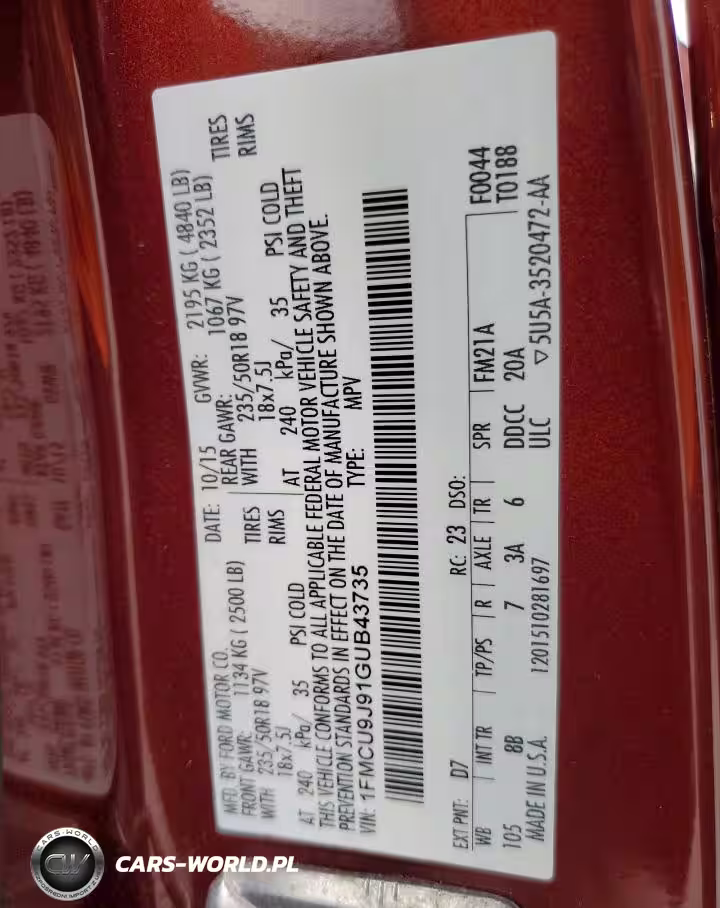 MFD. BY FORD MOTOR CO. DATE: 10/15 GVWR: 2195 KG ( 4840 LB)
FRONT GAWR: 1134 KG ( 2500 LB) REAR GAWR: 1067 KG ( 2352 LB)
WITH 235/50R18 97V TIRES WITH 235/50R18 97V TIRES
18x7.5J RIMS 18x7.5J RIMS
AT 240 kPa/ 35 PSI COLD AT 240 kPa/ 35 PSI COLD
THIS VEHICLE CONFORMS TO ALL APPLICABLE FEDERAL MOTOR VEHICLE SAFETY AND THEFT
PREVENTION STANDARDS IN EFFECT ON THE DATE OF MANUFACTURE SHOWN ABOVE.
VIN: 1FMCU9J91GUB43735 TYPE: MPV
EXT PNT: D7 RC: 23 DSO: F0044
WB INT TR TP/PS R AXLE TR SPR FM21A T0188
105 8B 7 3A 6 DDCC 20A
MADE IN U.S.A. 1201510281697 ULC ▽5U5A-3520472-AA
CARS-WORLD
CW
CARS-WORLD.PL